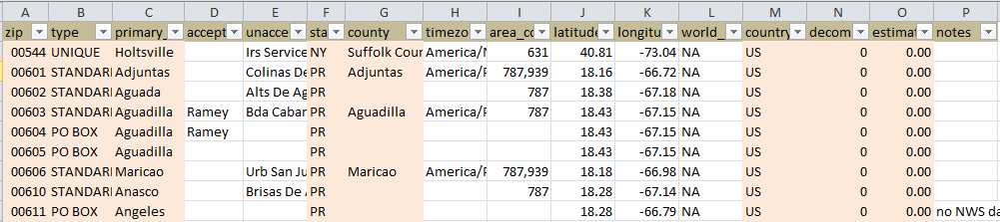 A B C D E F G H I J K L M N O P
zip type primary_ accept unacce sta county timezo area_co latitude longitu world_ country decom estimat notes
00544 UNIQUE Holtsville Irs Service NY Suffolk Cour America/N 631 40.81 -73.04 NA US 0 0.00
00601 STANDARI Adjuntas Colinas De PR Adjuntas America/P 787,939 18.16 -66.72 NA US 0 0.00
00602 STANDARI Aguada Alts De Ag PR 787 18.38 -67.18 NA US 0 0.00
00603 STANDARI Aguadilla Ramey Bda Cabar PR Aguadilla America/P 787 18.43 -67.15 NA US 0 0.00
00604 PO BOX Aguadilla Ramey PR 18.43 -67.15 NA US 0 0.00
00605 PO BOX Aguadilla PR 18.43 -67.15 NA US 0 0.00
00606 STANDARI Maricao Urb San Ju PR Maricao America/P 787,939 18.18 -66.98 NA US 0 0.00
00610 STANDARI Anasco Brisas De A PR 787 18.28 -67.14 NA US 0 0.00
00611 PO BOX Angeles PR 18.28 -66.79 NA US 0 0.00 no NWS da